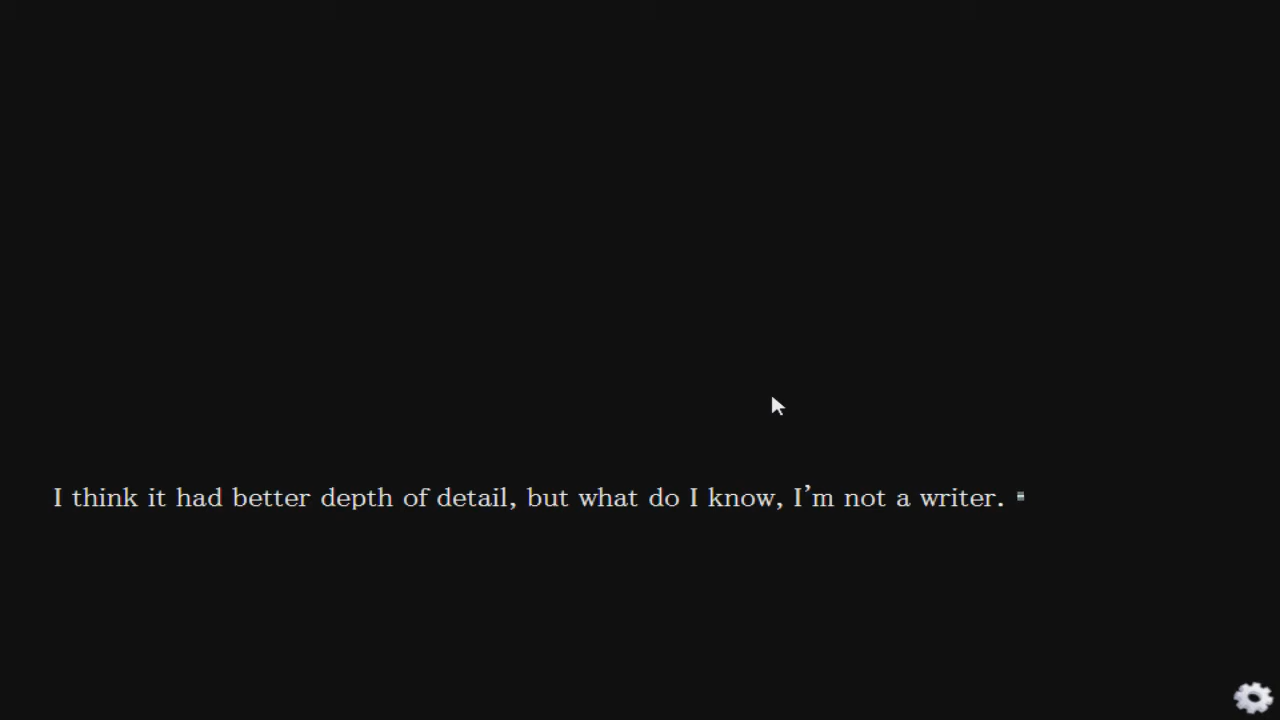 I think it had better depth of detail, but what do I know, I’m not a writer.